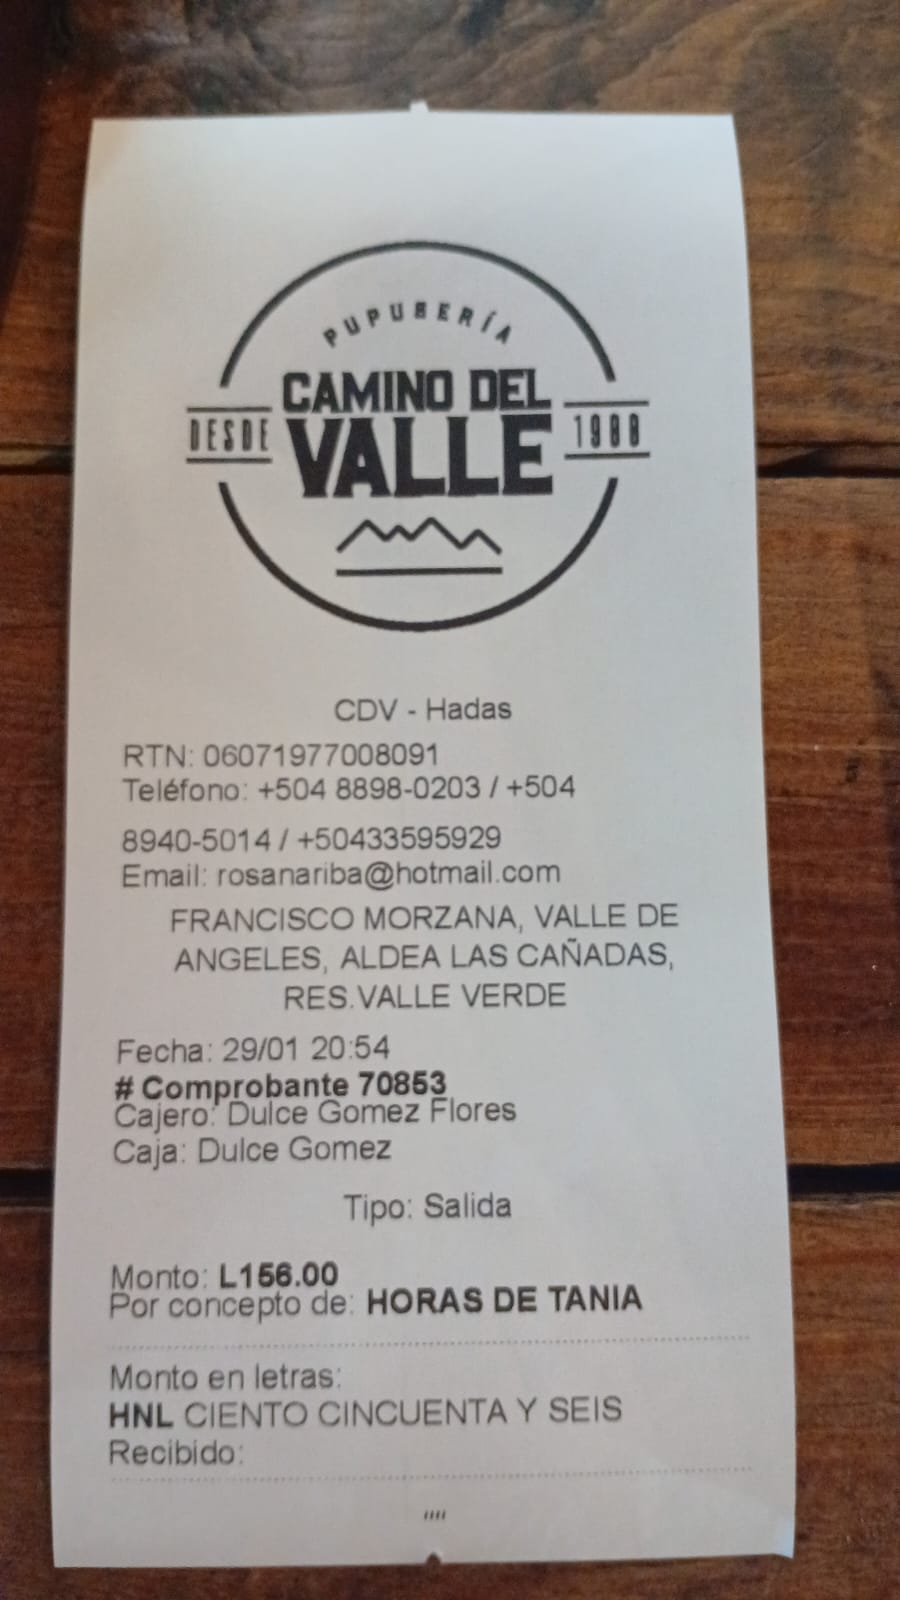 PUPUSERÍA
CAMINO DEL
DESDE VALLE 1988
CDV - Hadas
RTN: 06071977008091
Teléfono: +504 8898-0203 / +504
8940-5014 / +50433595929
Email: rosanariba@hotmail.com
FRANCISCO MORZANA, VALLE DE
ANGELES, ALDEA LAS CAÑADAS,
RES.VALLE VERDE
Fecha: 29/01 20:54
# Comprobante 70853
Cajero: Dulce Gomez Flores
Caja: Dulce Gomez
Tipo: Salida
Monto: L156.00
Por concepto de: HORAS DE TANIA
Monto en letras:
HNL CIENTO CINCUENTA Y SEIS
Recibido:
////